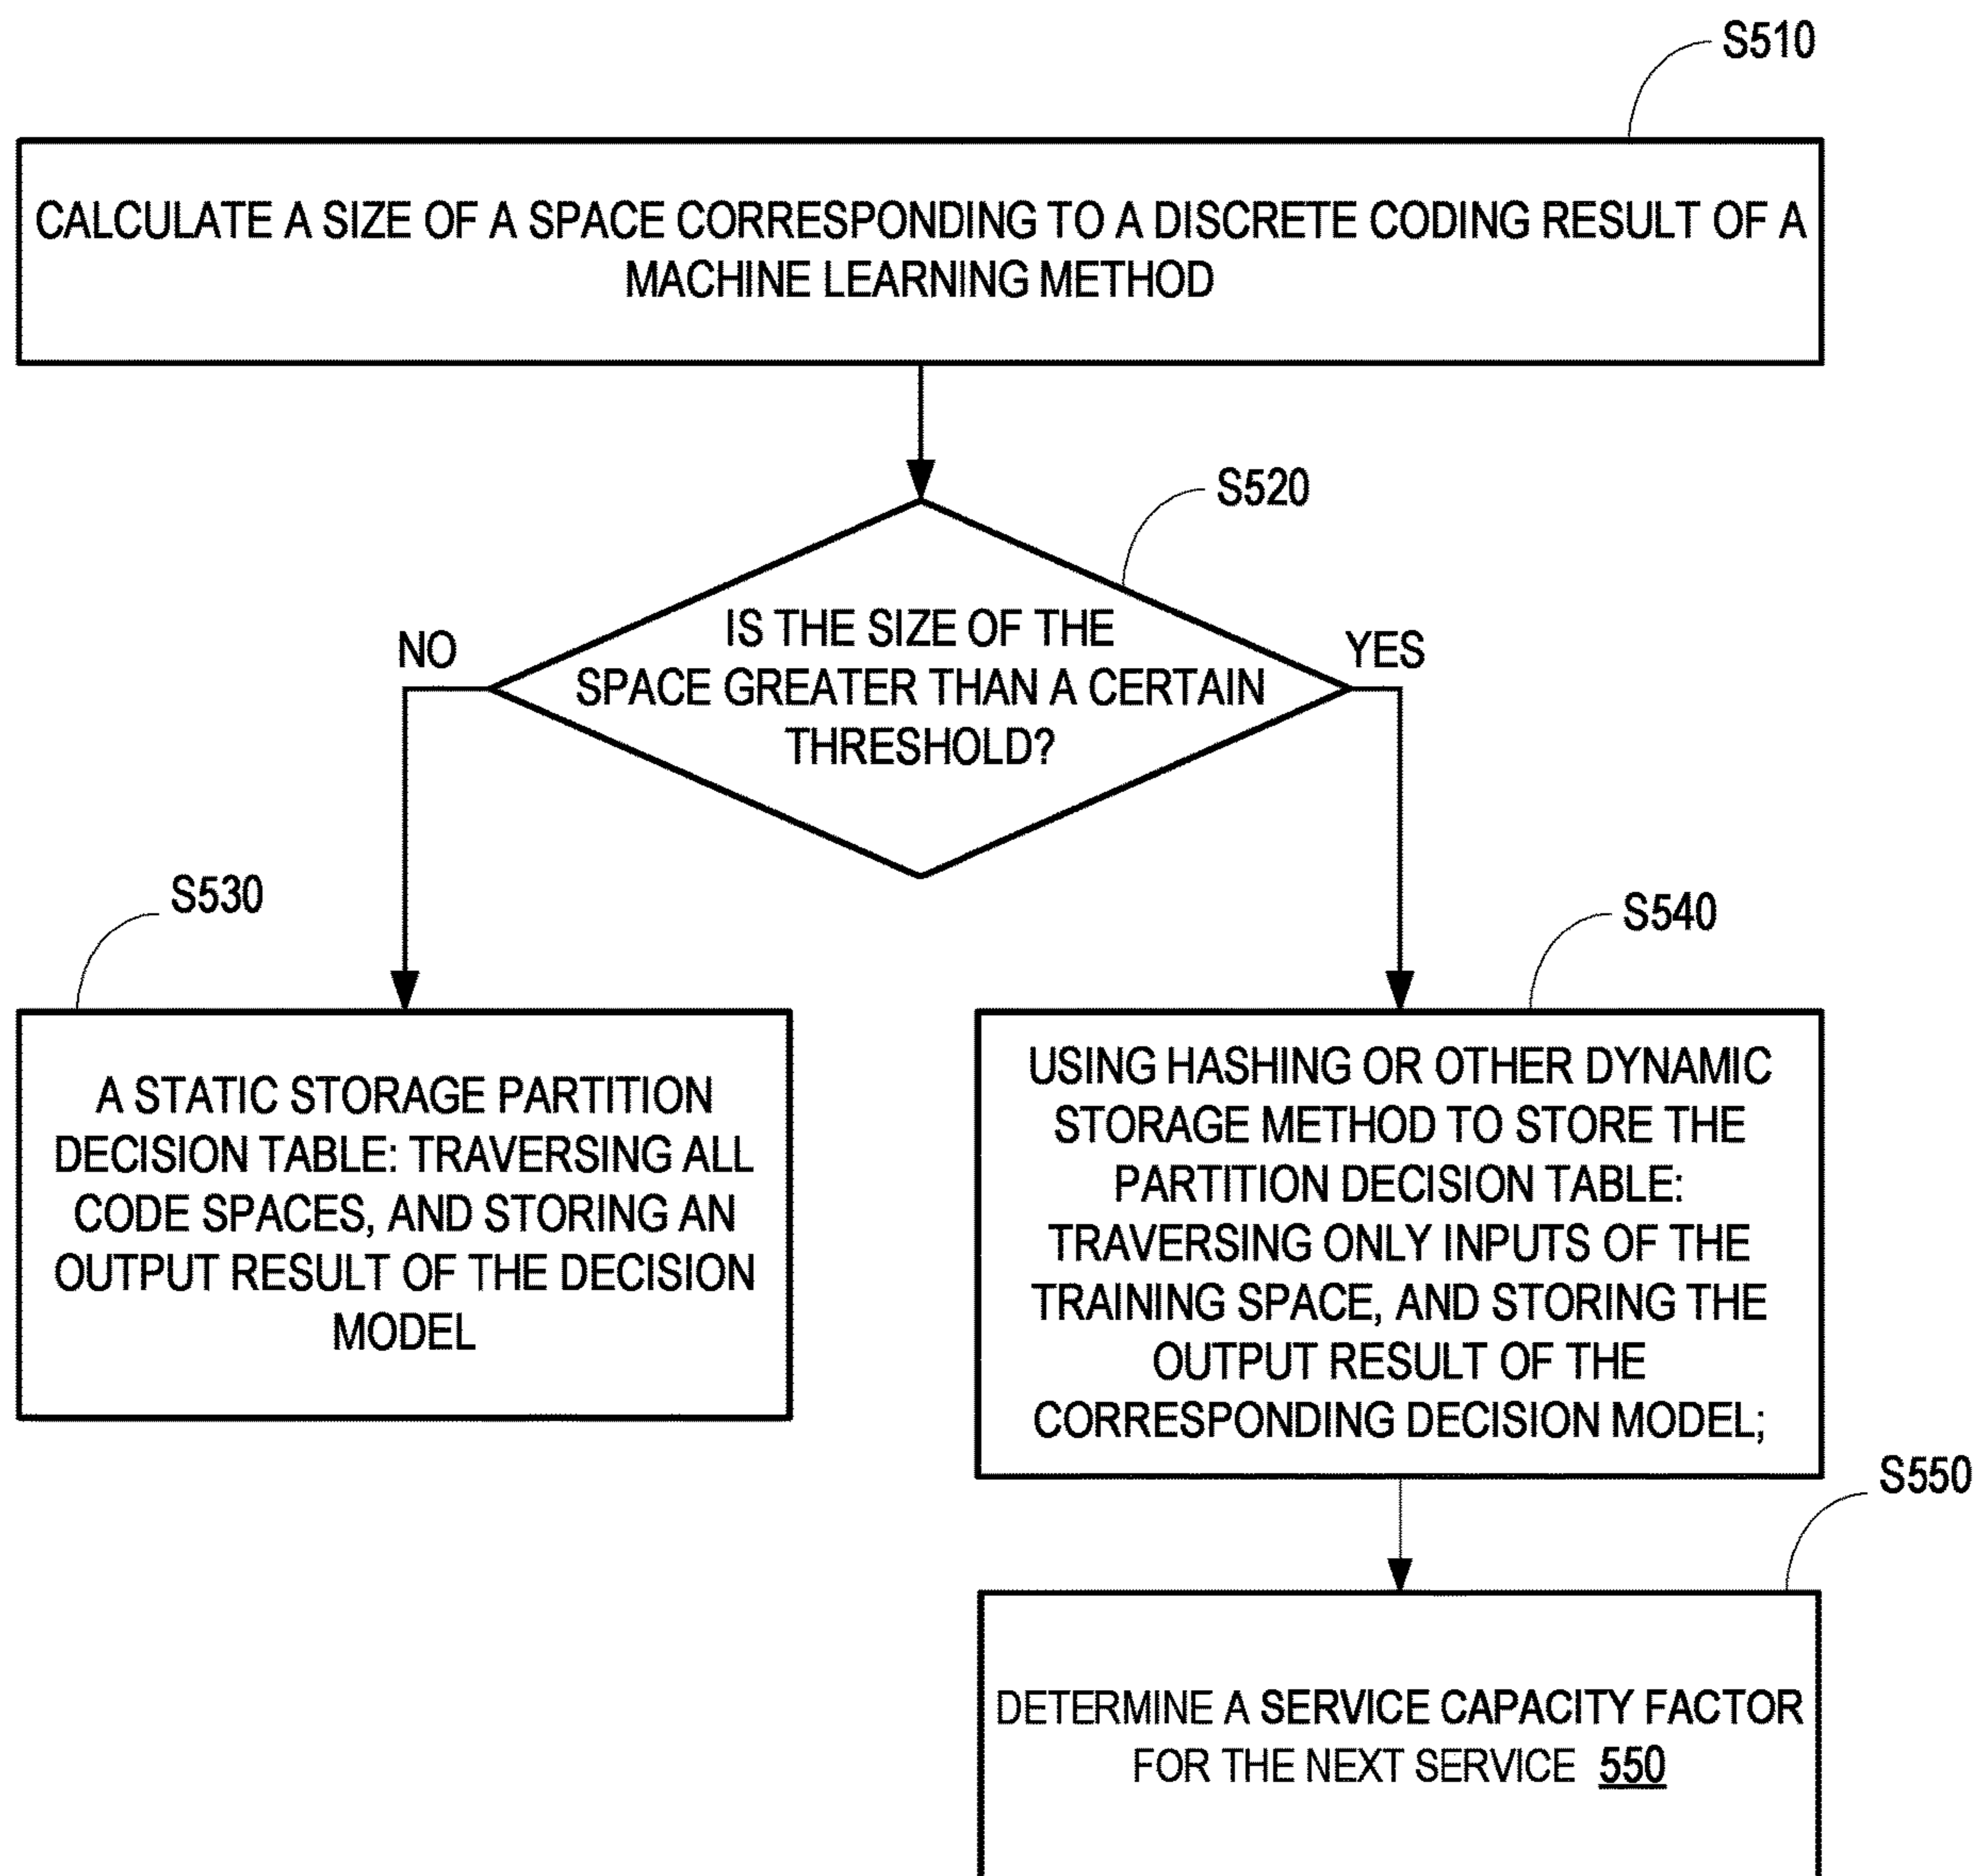 S510
CALCULATE A SIZE OF A SPACE CORRESPONDING TO A DISCRETE CODING RESULT OF A
MACHINE LEARNING METHOD
S520
IS THE SIZE OF THE
SPACE GREATER THAN A CERTAIN
THRESHOLD?
NO
YES
S530
A STATIC STORAGE PARTITION
DECISION TABLE: TRAVERSING ALL
CODE SPACES, AND STORING AN
OUTPUT RESULT OF THE DECISION
MODEL
S540
USING HASHING OR OTHER DYNAMIC
STORAGE METHOD TO STORE THE
PARTITION DECISION TABLE:
TRAVERSING ONLY INPUTS OF THE
TRAINING SPACE, AND STORING THE
OUTPUT RESULT OF THE
CORRESPONDING DECISION MODEL;
S550
DETERMINE A SERVICE CAPACITY FACTOR
FOR THE NEXT SERVICE 550